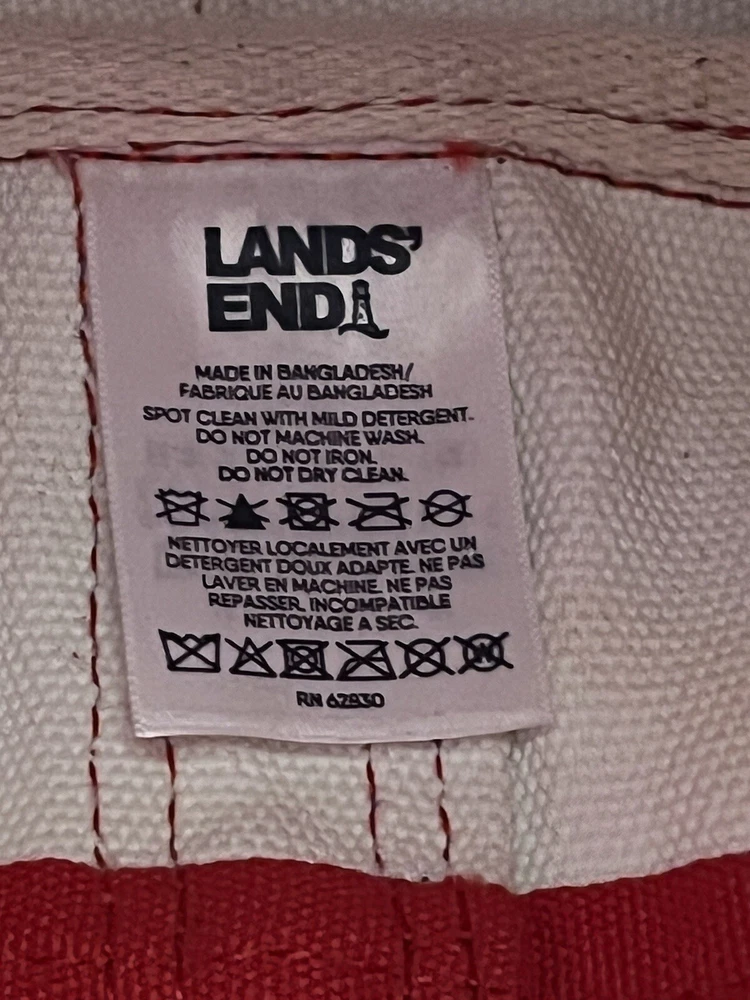 LANDS'
END
MADE IN BANGLADESH/
FABRIQUE AU BANGLADESH
SPOT CLEAN WITH MILD DETERGENT.
DO NOT MACHINE WASH.
DO NOT IRON.
DO NOT DRY CLEAN.
NETTOYER LOCALEMENT AVEC UN
DETERGENT DOUX ADAPTE. NE PAS
LAVER EN MACHINE. NE PAS
REPASSER. INCOMPATIBLE
NETTOYAGE A SEC.
W
RN 62830